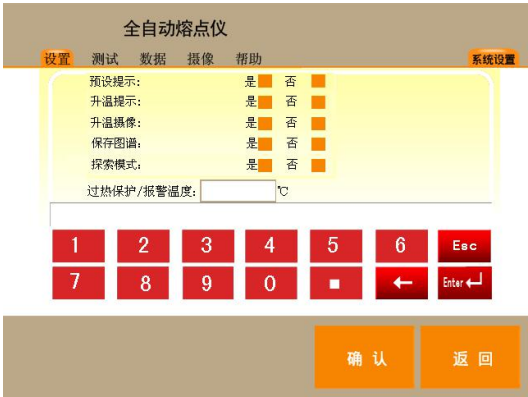 全自动熔点仪
设置 测试 数据 摄像 帮助 系统设置
预设提示: 是 否
升温提示: 是 否
升温摄像: 是 否
保存图谱: 是 否
探索模式: 是 否
过热保护/报警温度: ℃
1 2 3 4 5 6 Esc
7 8 9 0 ■ ← Enter
确认 返回